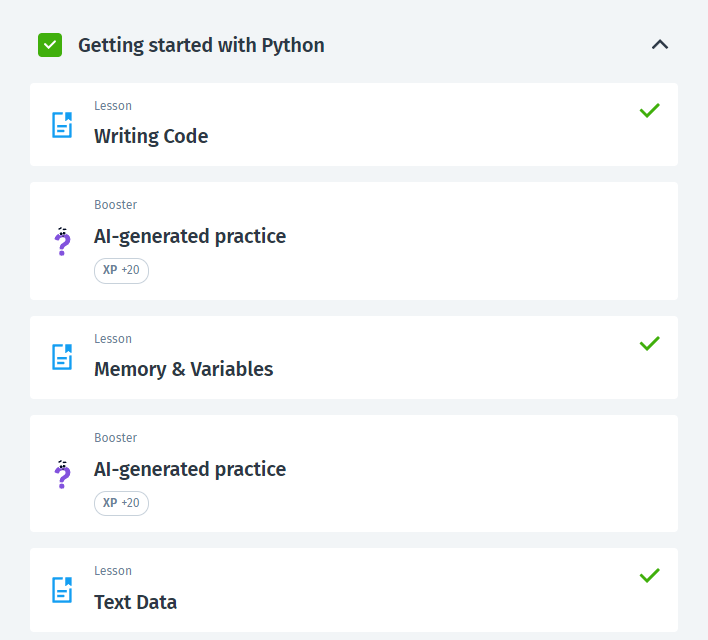 Getting started with Python
Lesson
Writing Code
Booster
AI-generated practice
XP +20
Lesson
Memory & Variables
Booster
AI-generated practice
XP +20
Lesson
Text Data